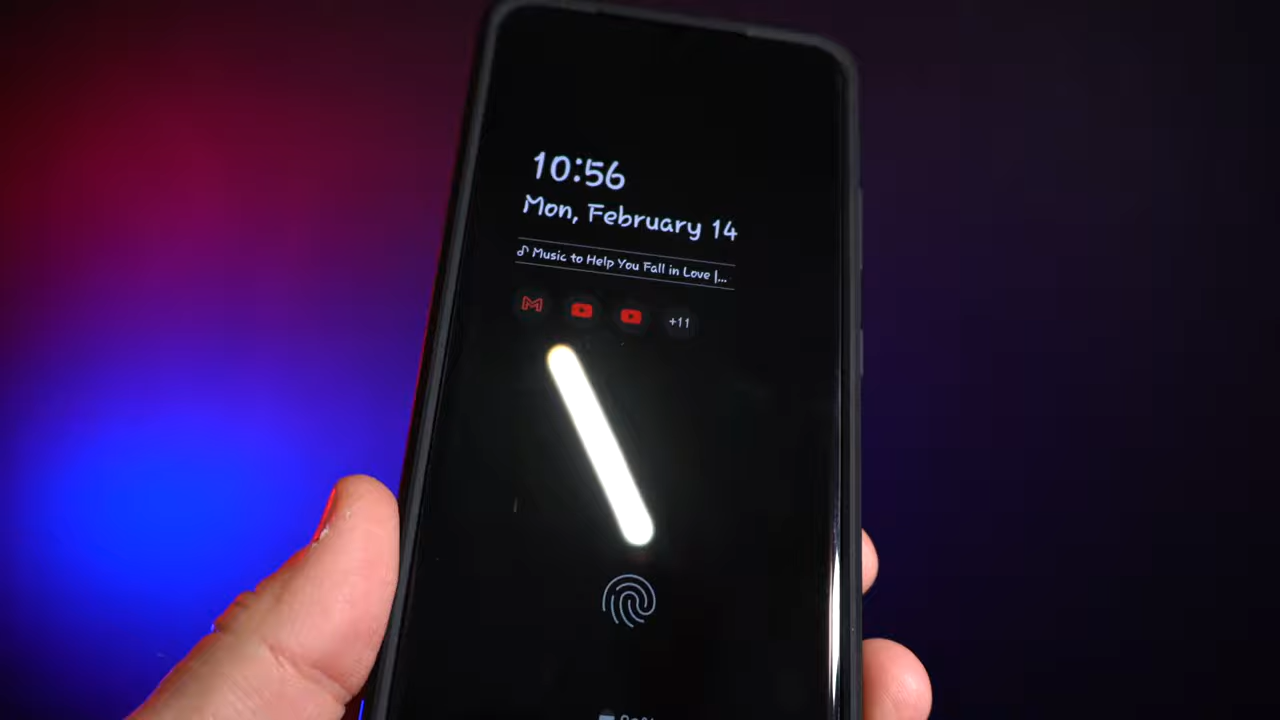 10:56
Mon, February 14
♫ Music to Help You Fall in Love |...
+11